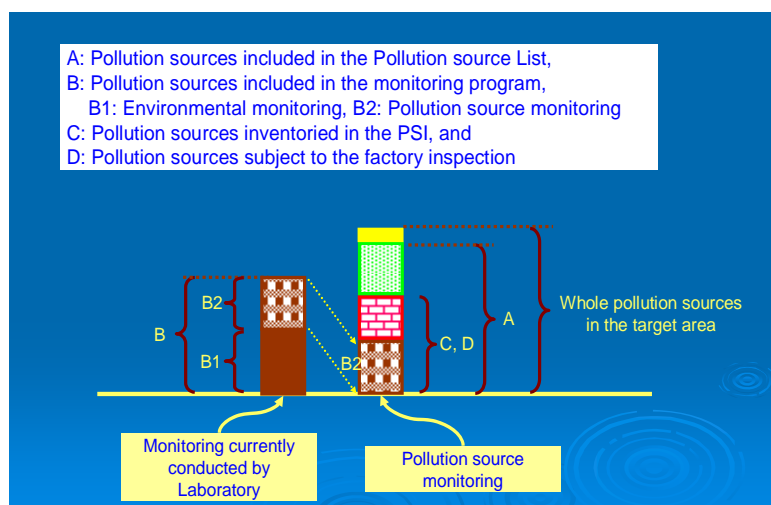 A: Pollution sources included in the Pollution source List,
B: Pollution sources included in the monitoring program,
B1: Environmental monitoring, B2: Pollution source monitoring
C: Pollution sources inventoried in the PSI, and
D: Pollution sources subject to the factory inspection
B2
B
B1
B2
C, D
A
Whole pollution sources
in the target area
Monitoring currently
conducted by
Laboratory
Pollution source
monitoring